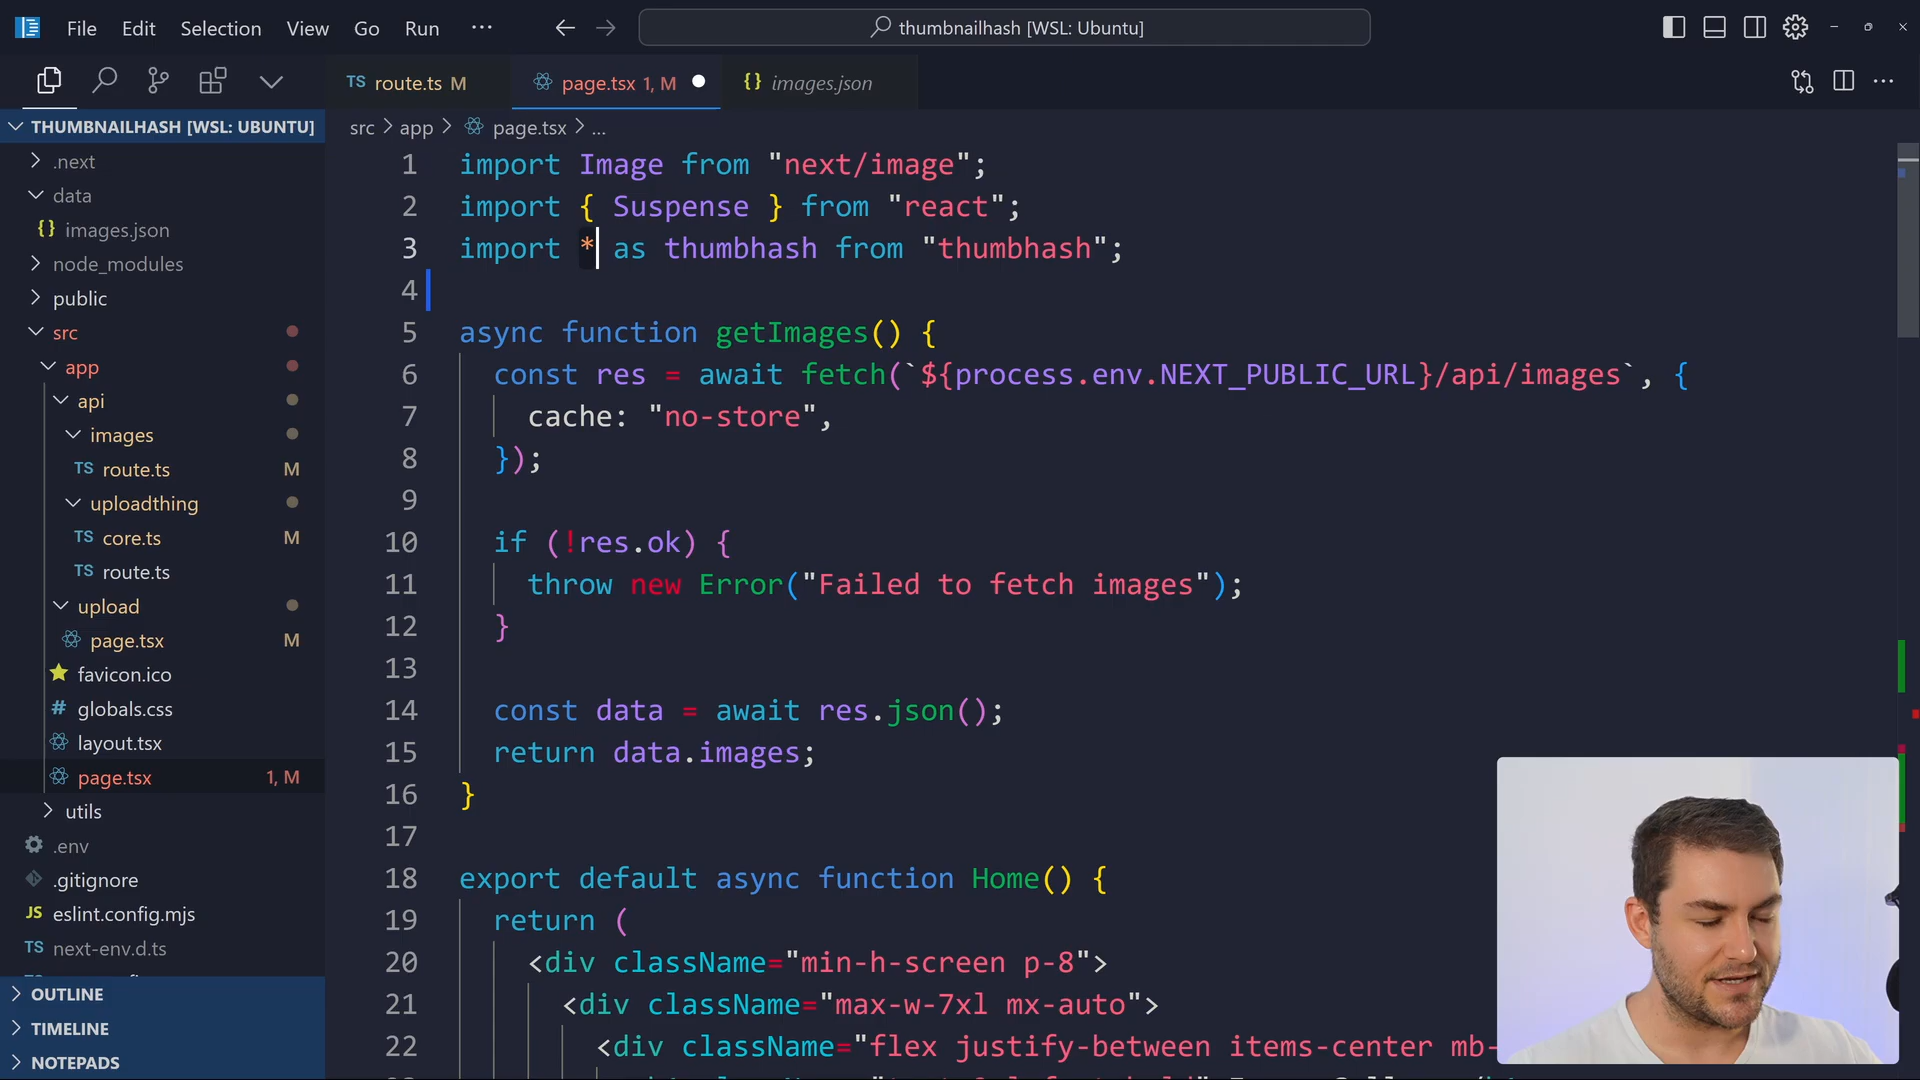 File Edit Selection View Go Run ···
thumbnailhash [WSL: Ubuntu]
TS route.ts M
page.tsx 1, M
{} images.json
THUMBNAILHASH [WSL: UBUNTU]
src > app > page.tsx > ...
.next
data
{} images.json
node_modules
public
src
app
api
images
TS route.ts M
uploadthing
TS core.ts M
TS route.ts
upload
page.tsx M
favicon.ico
# globals.css
layout.tsx
page.tsx 1, M
utils
.env
.gitignore
JS eslint.config.mjs
TS next-env.d.ts
OUTLINE
TIMELINE
NOTEPADS
1 import Image from "next/image";
2 import { Suspense } from "react";
3 import * as thumbhash from "thumbhash";
4
5 async function getImages() {
6 const res = await fetch(`${process.env.NEXT_PUBLIC_URL}/api/images`, {
7 cache: "no-store",
8 });
9
10 if (!res.ok) {
11 throw new Error("Failed to fetch images");
12 }
13
14 const data = await res.json();
15 return data.images;
16 }
17
18 export default async function Home() {
19 return (
20 <div className="min-h-screen p-8">
21 <div className="max-w-7xl mx-auto">
22 <div className="flex justify-between items-center mb-